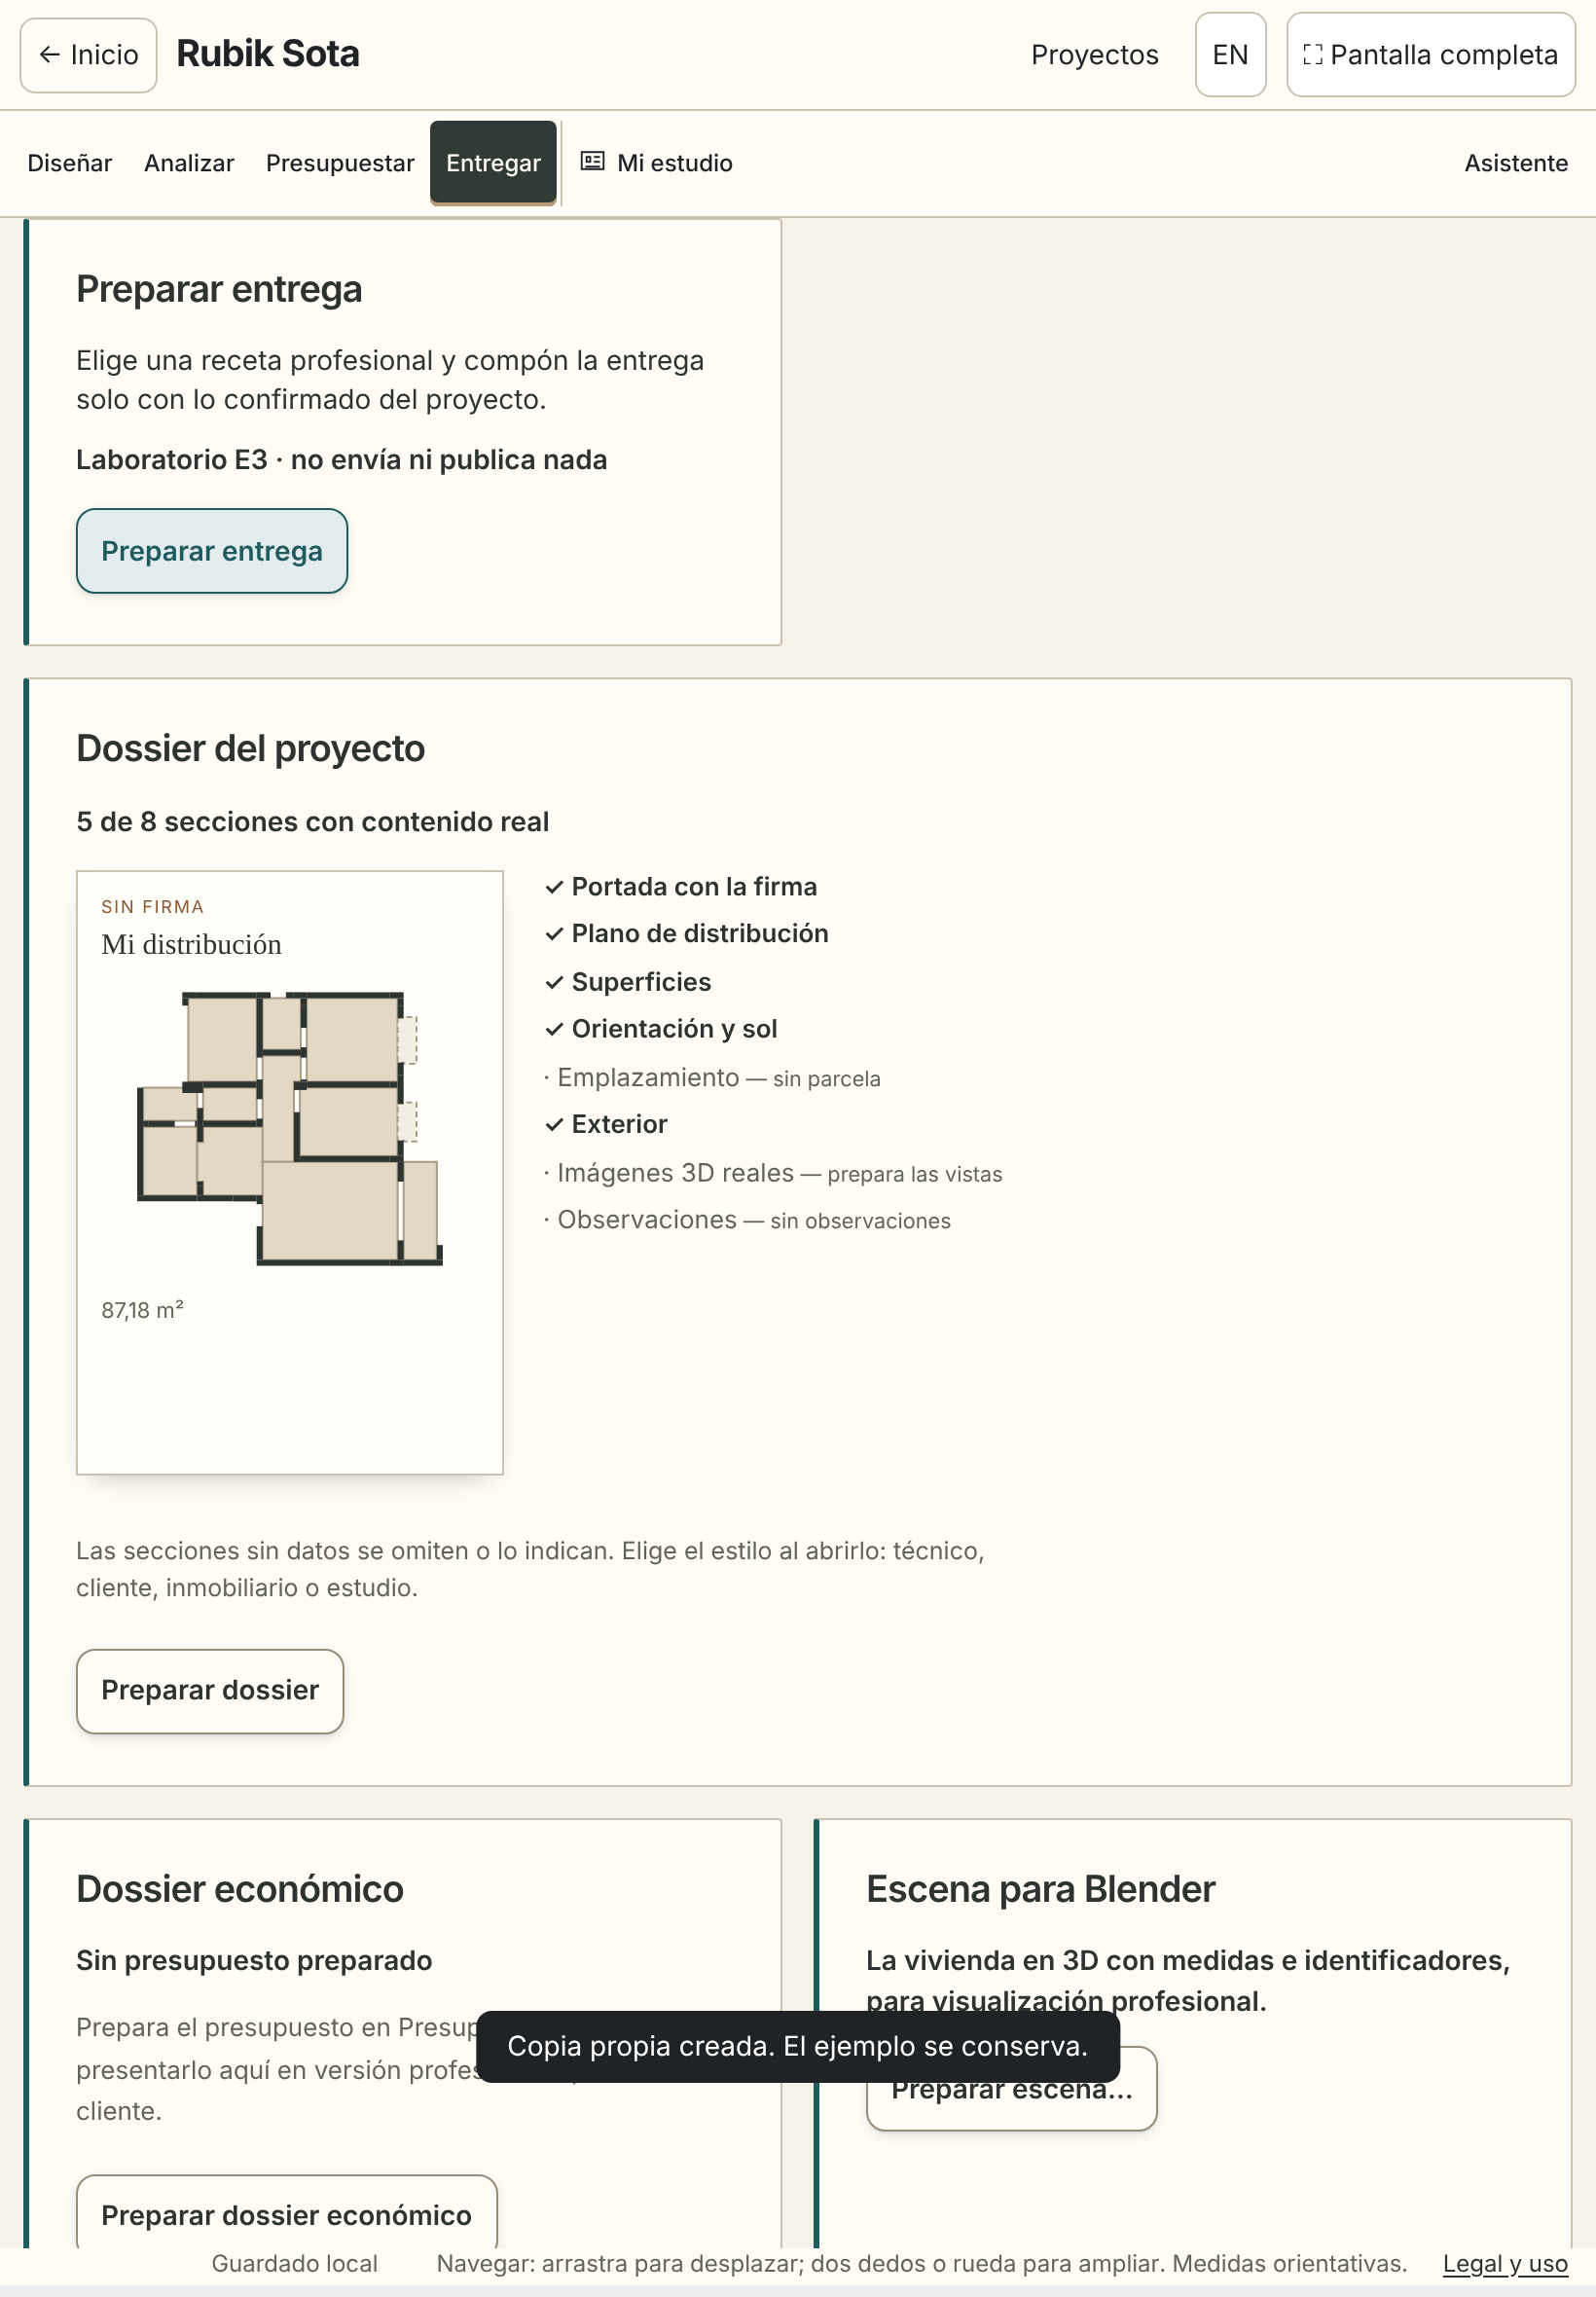 ← Inicio
Rubik Sota
Proyectos
EN
Pantalla completa
Diseñar
Analizar
Presupuestar
Entregar
Mi estudio
Asistente
Preparar entrega
Elige una receta profesional y compón la entrega
solo con lo confirmado del proyecto.
Laboratorio E3 · no envía ni publica nada
Preparar entrega
Dossier del proyecto
5 de 8 secciones con contenido real
SIN FIRMA
Mi distribución
87,18 m²
✓ Portada con la firma
✓ Plano de distribución
✓ Superficies
✓ Orientación y sol
· Emplazamiento — sin parcela
✓ Exterior
· Imágenes 3D reales — prepara las vistas
· Observaciones — sin observaciones
Las secciones sin datos se omiten o lo indican. Elige el estilo al abrirlo: técnico,
cliente, inmobiliario o estudio.
Preparar dossier
Dossier económico
Sin presupuesto preparado
Prepara el presupuesto en
presentarlo aquí en versión
cliente.
Preparar dossier económico
Escena para Blender
La vivienda en 3D con medidas e identificadores,
para visualización profesional.
Preparar escena...
Copia propia creada. El ejemplo se conserva.
Guardado local
Navegar: arrastra para desplazar; dos dedos o rueda para ampliar. Medidas orientativas.
Legal y uso